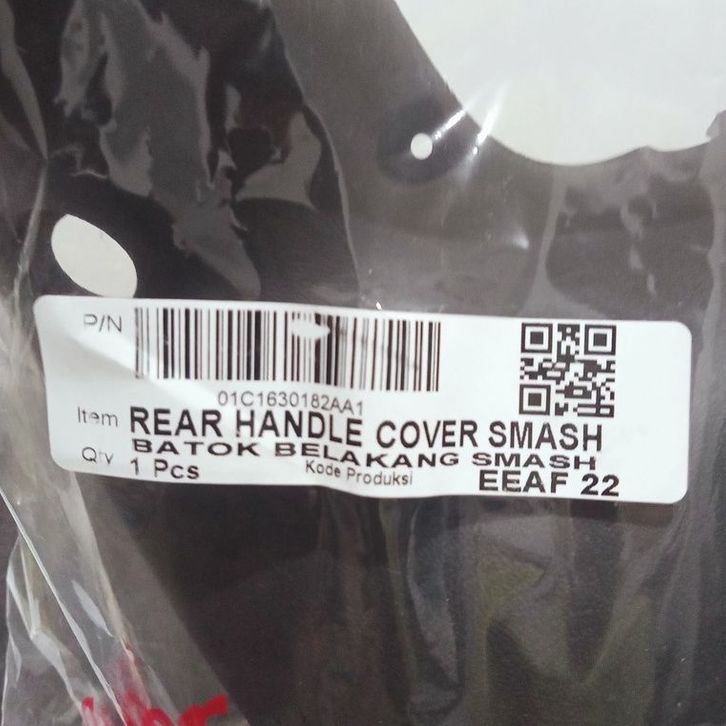 P/N
01C1630182AA1
Item REAR HANDLE COVER SMASH
BATOK BELAKANG SMASH
Qty 1 Pcs Kode Produksi EEAF 22